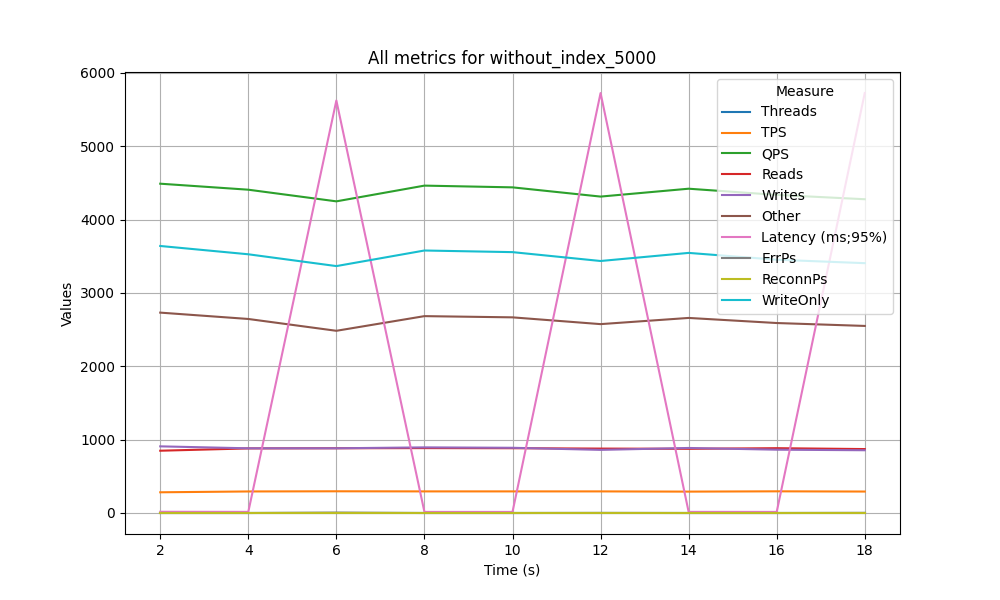 All metrics for without_index_5000
Values
6000
5000
4000
3000
2000
1000
0
Measure
Threads
TPS
QPS
Reads
Writes
Other
Latency (ms;95%)
ErrPs
ReconnPs
WriteOnly
2 4 6 8 10 12 14 16 18
Time (s)